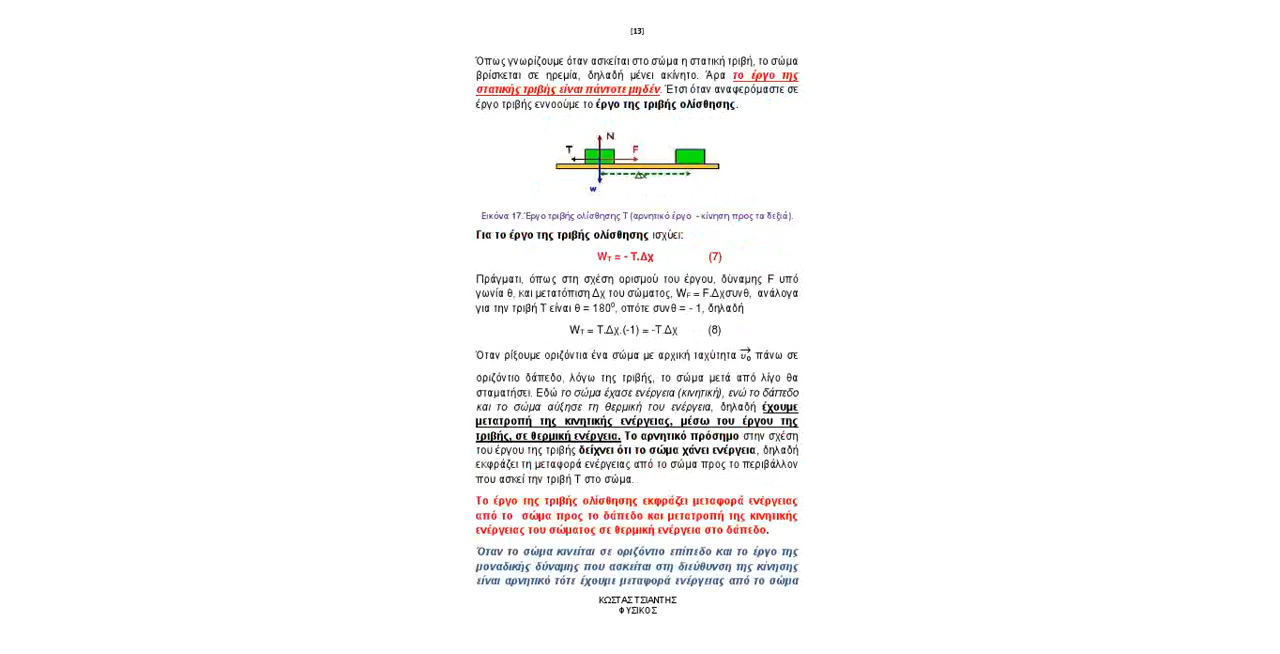 [13]
Όπως γνωρίζουμε όταν ασκείται στο σώμα η στατική τριβή, το σώμα
βρίσκεται σε ηρεμία, δηλαδή μένει ακίνητο. Άρα το έργο της
στατικής τριβής είναι πάντοτε μηδέν. Έτσι όταν αναφερόμαστε σε
έργο τριβής εννοούμε το έργο της τριβής ολίσθησης.
N
T F
Δx
w
Εικόνα 17.Έργο τριβής ολίσθησης Τ (αρνητικό έργο - κίνηση προς τα δεξιά).
Για το έργο της τριβής ολίσθησης ισχύει:
WT = - T.Δχ (7)
Πράγματι, όπως στη σχέση ορισμού του έργου, δύναμης F υπό
γωνία θ, και μετατόπιση Δχ του σώματος, WF = F.Δχσυνθ, ανάλογα
για την τριβή Τ είναι θ = 180⁰, οπότε συνθ = - 1, δηλαδή
WT = T.Δχ.(-1) = -T.Δχ (8)
Όταν ρίξουμε οριζόντια ένα σώμα με αρχική ταχύτητα υ₀ πάνω σε
οριζόντιο δάπεδο, λόγω της τριβής, το σώμα μετά από λίγο θα
σταματήσει. Εδώ το σώμα έχασε ενέργεια (κινητική), ενώ το δάπεδο
και το σώμα αύξησε τη θερμική του ενέργεια, δηλαδή έχουμε
μετατροπή της κινητικής ενέργειας, μέσω του έργου της
τριβής, σε θερμική ενέργεια. Το αρνητικό πρόσημο στην σχέση
του έργου της τριβής δείχνει ότι το σώμα χάνει ενέργεια, δηλαδή
εκφράζει τη μεταφορά ενέργειας από το σώμα προς το περιβάλλον
που ασκεί την τριβή Τ στο σώμα.
Το έργο της τριβής ολίσθησης εκφράζει μεταφορά ενέργειας
από το σώμα προς το δάπεδο και μετατροπή της κινητικής
ενέργειας του σώματος σε θερμική ενέργεια στο δάπεδο.
Όταν το σώμα κινείται σε οριζόντιο επίπεδο και το έργο της
μοναδικής δύναμης που ασκείται στη διεύθυνση της κίνησης
είναι αρνητικό τότε έχουμε μεταφορά ενέργειας από το σώμα
ΚΩΣΤΑΣ ΤΣΙΑΝΤΗΣ
ΦΥΣΙΚΟΣ